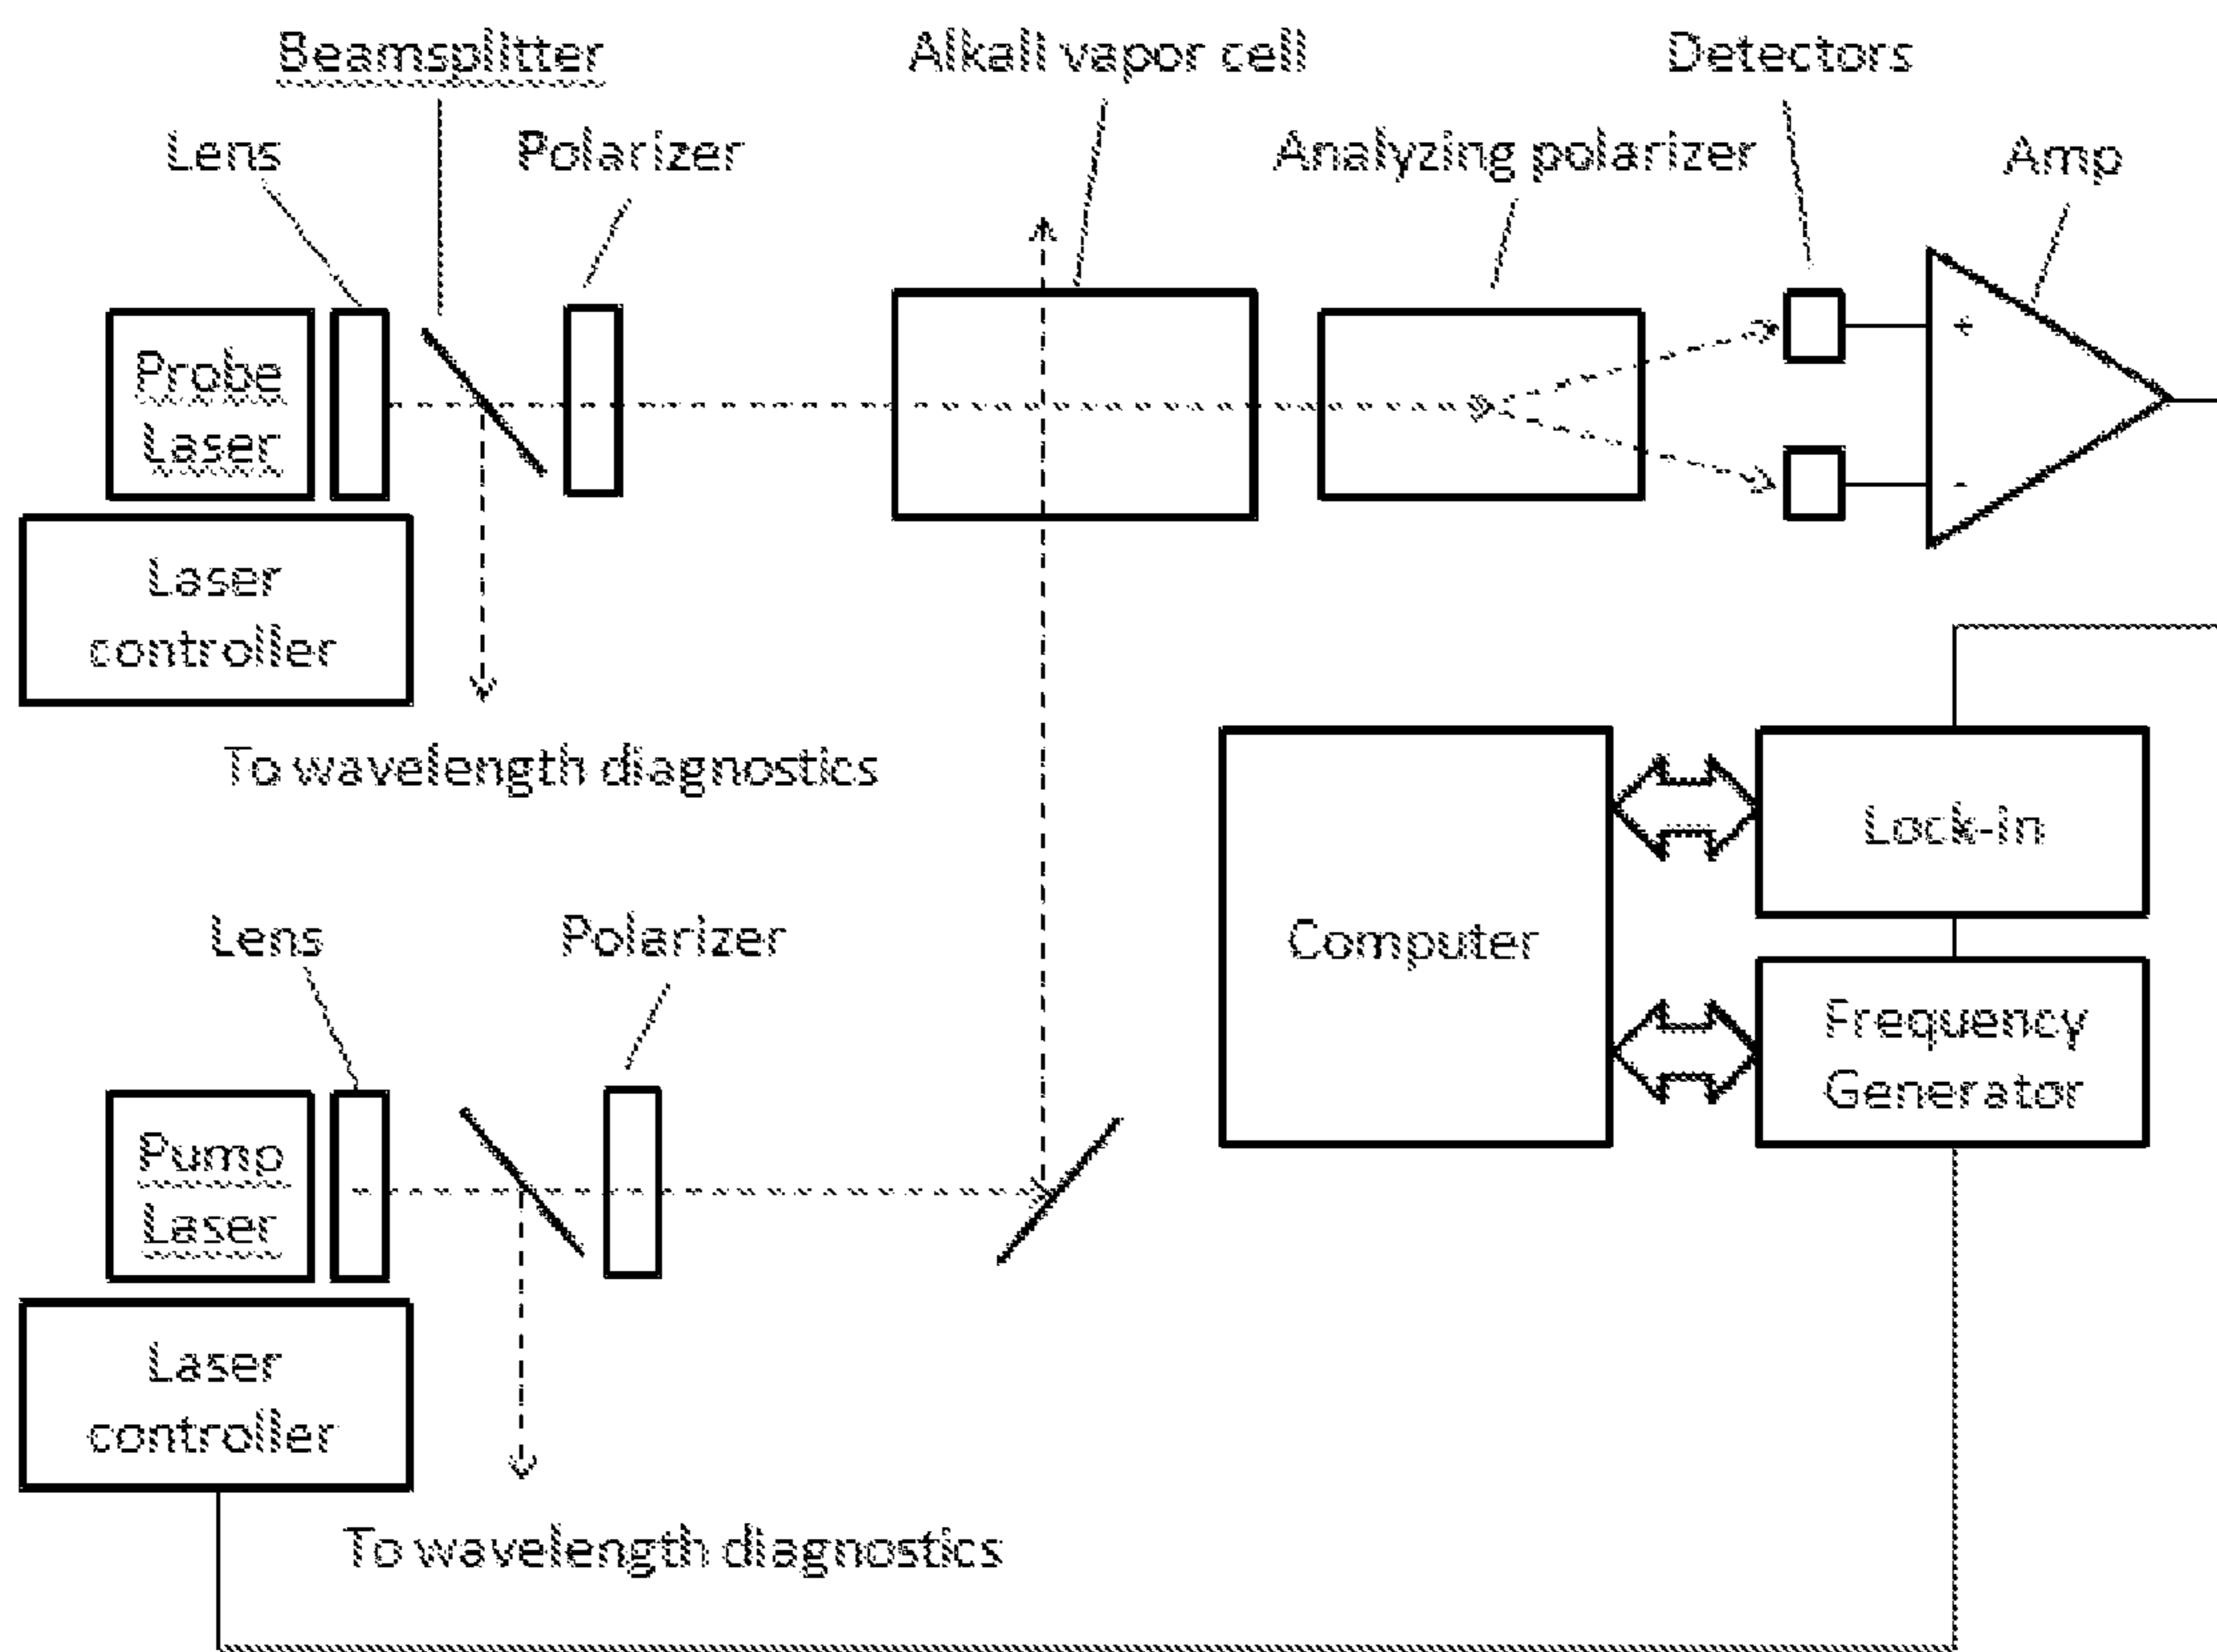 Beamsplitter
Alkali vapor cell
Detectors
Lens
Polarizer
Analyzing polarizer
Amp
+
-
Probe
Laser
Laser
controller
To wavelength diagnostics
Lock-in
Computer
Frequency
Generator
Lens
Polarizer
Pump
Laser
Laser
controller
To wavelength diagnostics